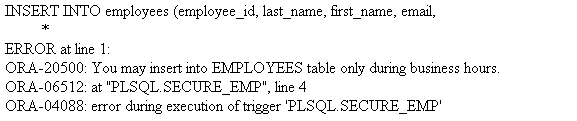 INSERT INTO employees (employee_id, last_name, first_name, email,
*
ERROR at line 1:
ORA-20500: You may insert into EMPLOYEES table only during business hours.
ORA-06512: at "PLSQL.SECURE_EMP", line 4
ORA-04088: error during execution of trigger 'PLSQL.SECURE_EMP'